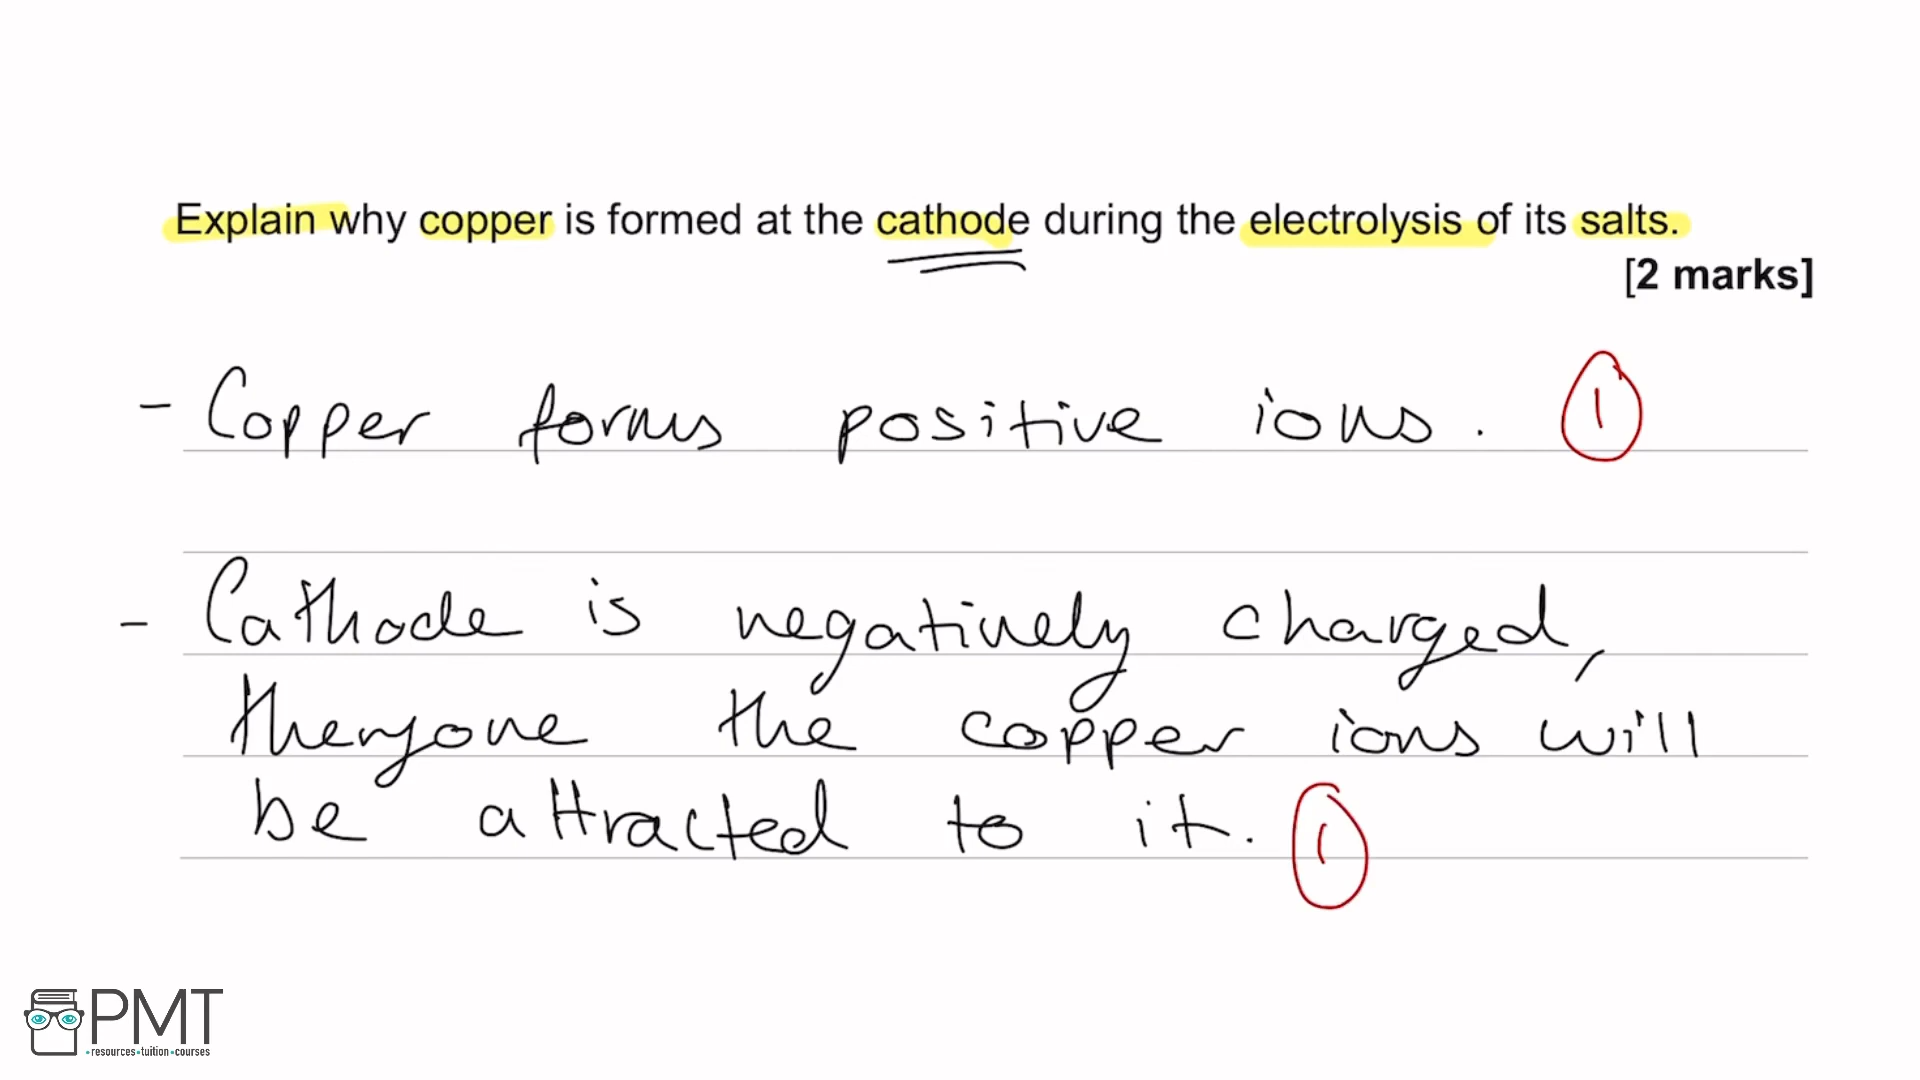 Explain why copper is formed at the cathode during the electrolysis of its salts.
[2 marks]
- Copper forms positive ions. 1
- Cathode is negatively charged,
therefore the copper ions will
be attracted to it. 1
PMT
•resources•tuition•courses